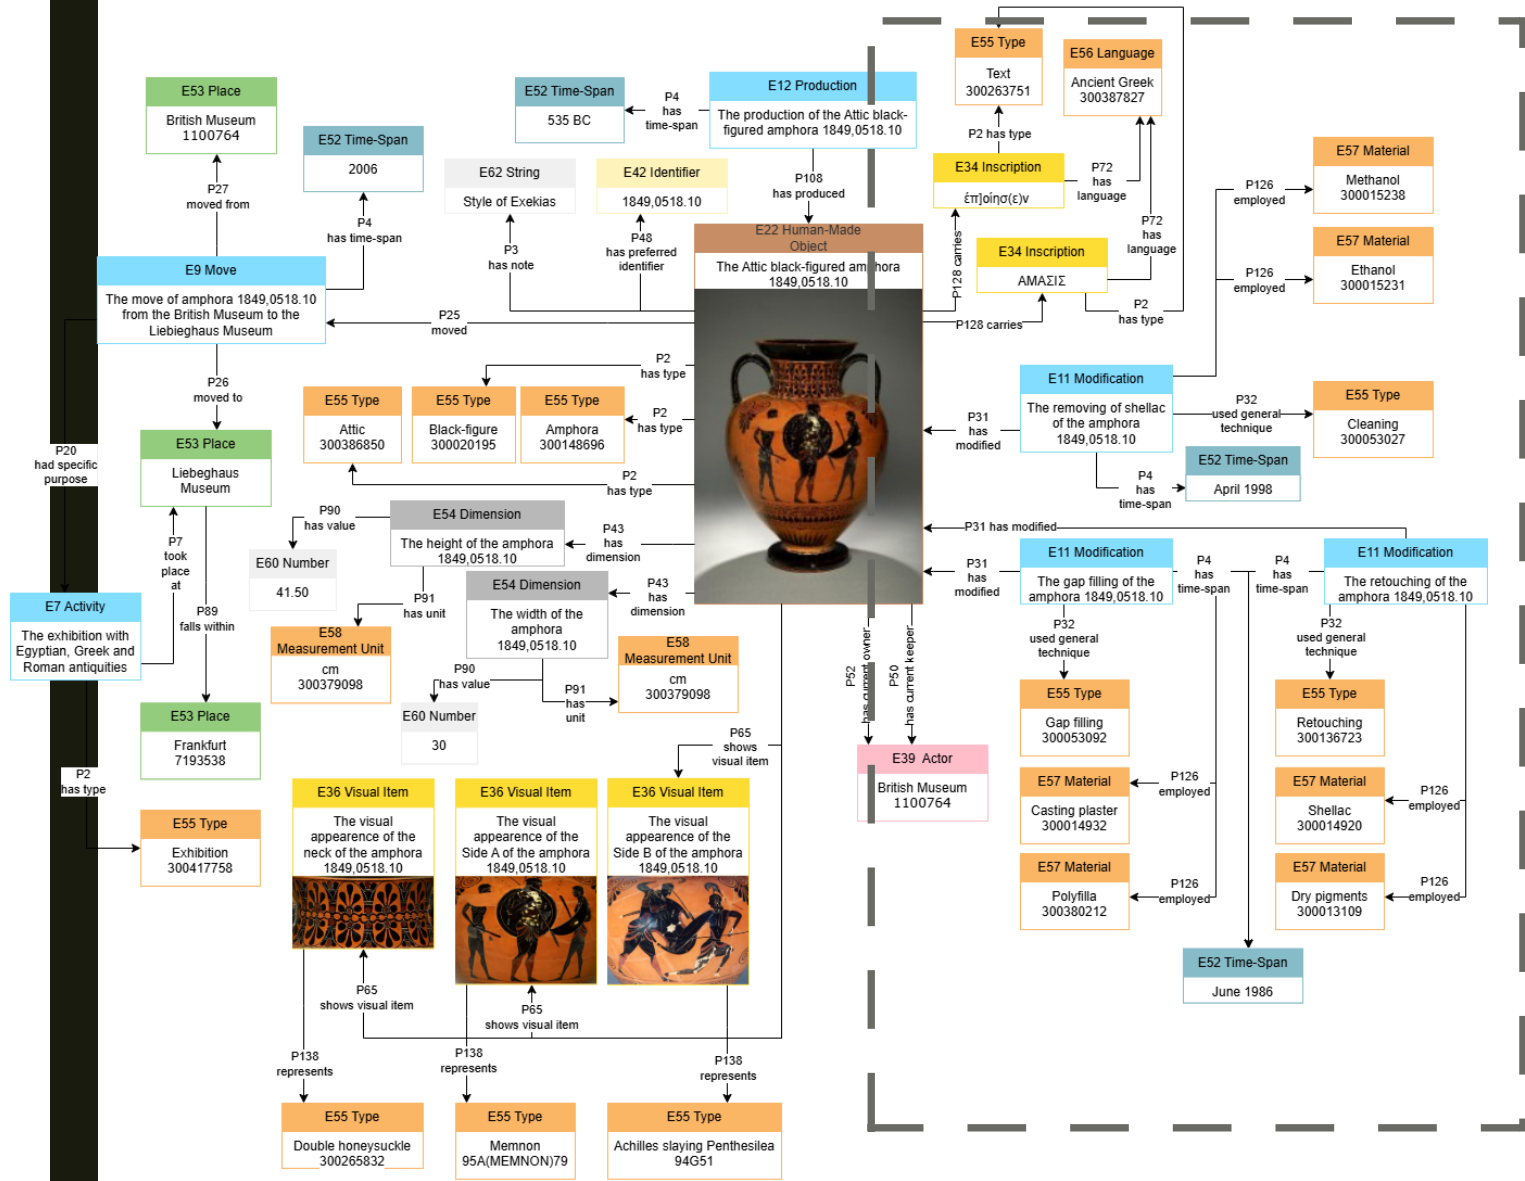 E55 Type
Text
300263751
E56 Language
Ancient Greek
300387827
P2 has type
E34 Inscription
ἐπ]οίησ(ε)ν
P72
has
language
E34 Inscription
ΑΜΑΣΙΣ
P72
has
language
P2
has type
P128 carries
P128 carries
E53 Place
British Museum
1100764
P27
moved from
E52 Time-Span
2006
P4
has time-span
E52 Time-Span
535 BC
P4
has
time-span
E12 Production
The production of the Attic black-
figured amphora 1849,0518.10
P108
has produced
E62 String
Style of Exekias
P3
has note
E42 Identifier
1849,0518.10
P48
has preferred
identifier
E22 Human-Made
Object
The Attic black-figured amphora
1849,0518.10
E9 Move
The move of amphora 1849,0518.10
from the British Museum to the
Liebieghaus Museum
P25
moved
P26
moved to
E53 Place
Liebeghaus
Museum
P20
had specific
purpose
P7
took
place
at
P89
falls within
E7 Activity
The exhibition with
Egyptian, Greek and
Roman antiquities
E53 Place
Frankfurt
7193538
P2
has type
E55 Type
Exhibition
300417758
P2
has type
E55 Type
Attic
300386850
E55 Type
Black-figure
300020195
E55 Type
Amphora
300148696
P2
has type
P2
has type
P90
has value
E54 Dimension
The height of the amphora
1849,0518.10
P43
has
dimension
E60 Number
41.50
P91
has unit
E58
Measurement Unit
cm
300379098
E54 Dimension
The width of the
amphora
1849,0518.10
P43
has
dimension
P90
has value
E60 Number
30
P91
has
unit
E58
Measurement Unit
cm
300379098
P65
shows
visual item
E36 Visual Item
The visual
appearence of the
neck of the amphora
1849,0518.10
E36 Visual Item
The visual
appearence of the
Side A of the amphora
1849,0518.10
E36 Visual Item
The visual
appearence of the
Side B of the amphora
1849,0518.10
P65
shows visual item
P65
shows visual item
P138
represents
P138
represents
P138
represents
E55 Type
Double honeysuckle
300265832
E55 Type
Memnon
95A(MEMNON)79
E55 Type
Achilles slaying Penthesilea
94G51
P52
has current owner
P50
has current keeper
E39 Actor
British Museum
1100764
P126
employed
E57 Material
Methanol
300015238
P126
employed
E57 Material
Ethanol
300015231
E11 Modification
The removing of shellac
of the amphora
1849,0518.10
P31
has
modified
P32
used general
technique
E55 Type
Cleaning
300053027
P4
has
time-span
E52 Time-Span
April 1998
P31 has modified
E11 Modification
The gap filling of the
amphora 1849,0518.10
P31
has
modified
P4
has
time-span
P4
has
time-span
E11 Modification
The retouching of the
amphora 1849,0518.10
P32
used general
technique
P32
used general
technique
E55 Type
Gap filling
300053092
E55 Type
Retouching
300136723
E57 Material
Casting plaster
300014932
P126
employed
E57 Material
Shellac
300014920
P126
employed
E57 Material
Polyfilla
300380212
P126
employed
E57 Material
Dry pigments
300013109
P126
employed
E52 Time-Span
June 1986